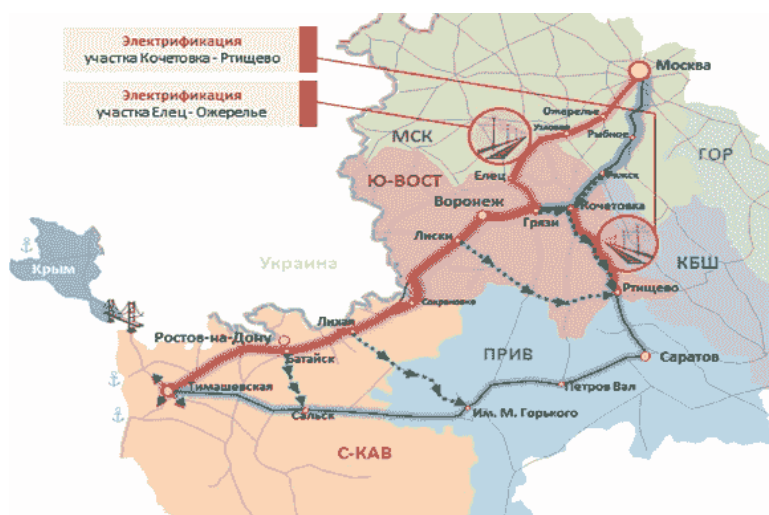 Электрификация
участка Кочетовка - Ртищево
Электрификация
участка Елец - Ожерелье
Москва
Ожерелье
Узловая
Рыбное
МСК
ГОР
Ряжск
Елец
Ю-ВОСТ
Воронеж
Кочетовка
Грязи
Лиски
КБШ
Украина
Крым
Ртищево
Сохрановка
Лихая
Ростов-на-Дону
Батайск
ПРИВ
Саратов
Тимашевская
Петров Вал
Сальск
Им. М. Горького
С-КАВ